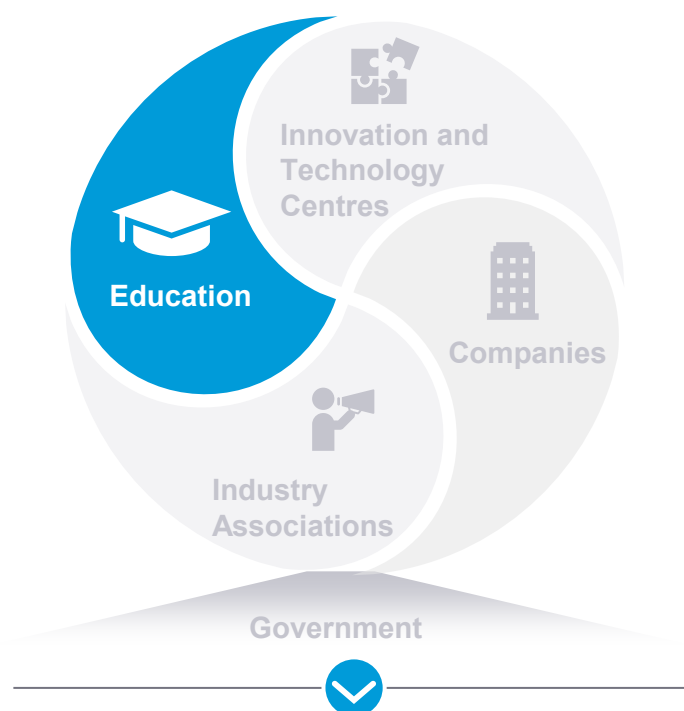 Innovation and
Technology
Centres
Education
Companies
Industry
Associations
Government